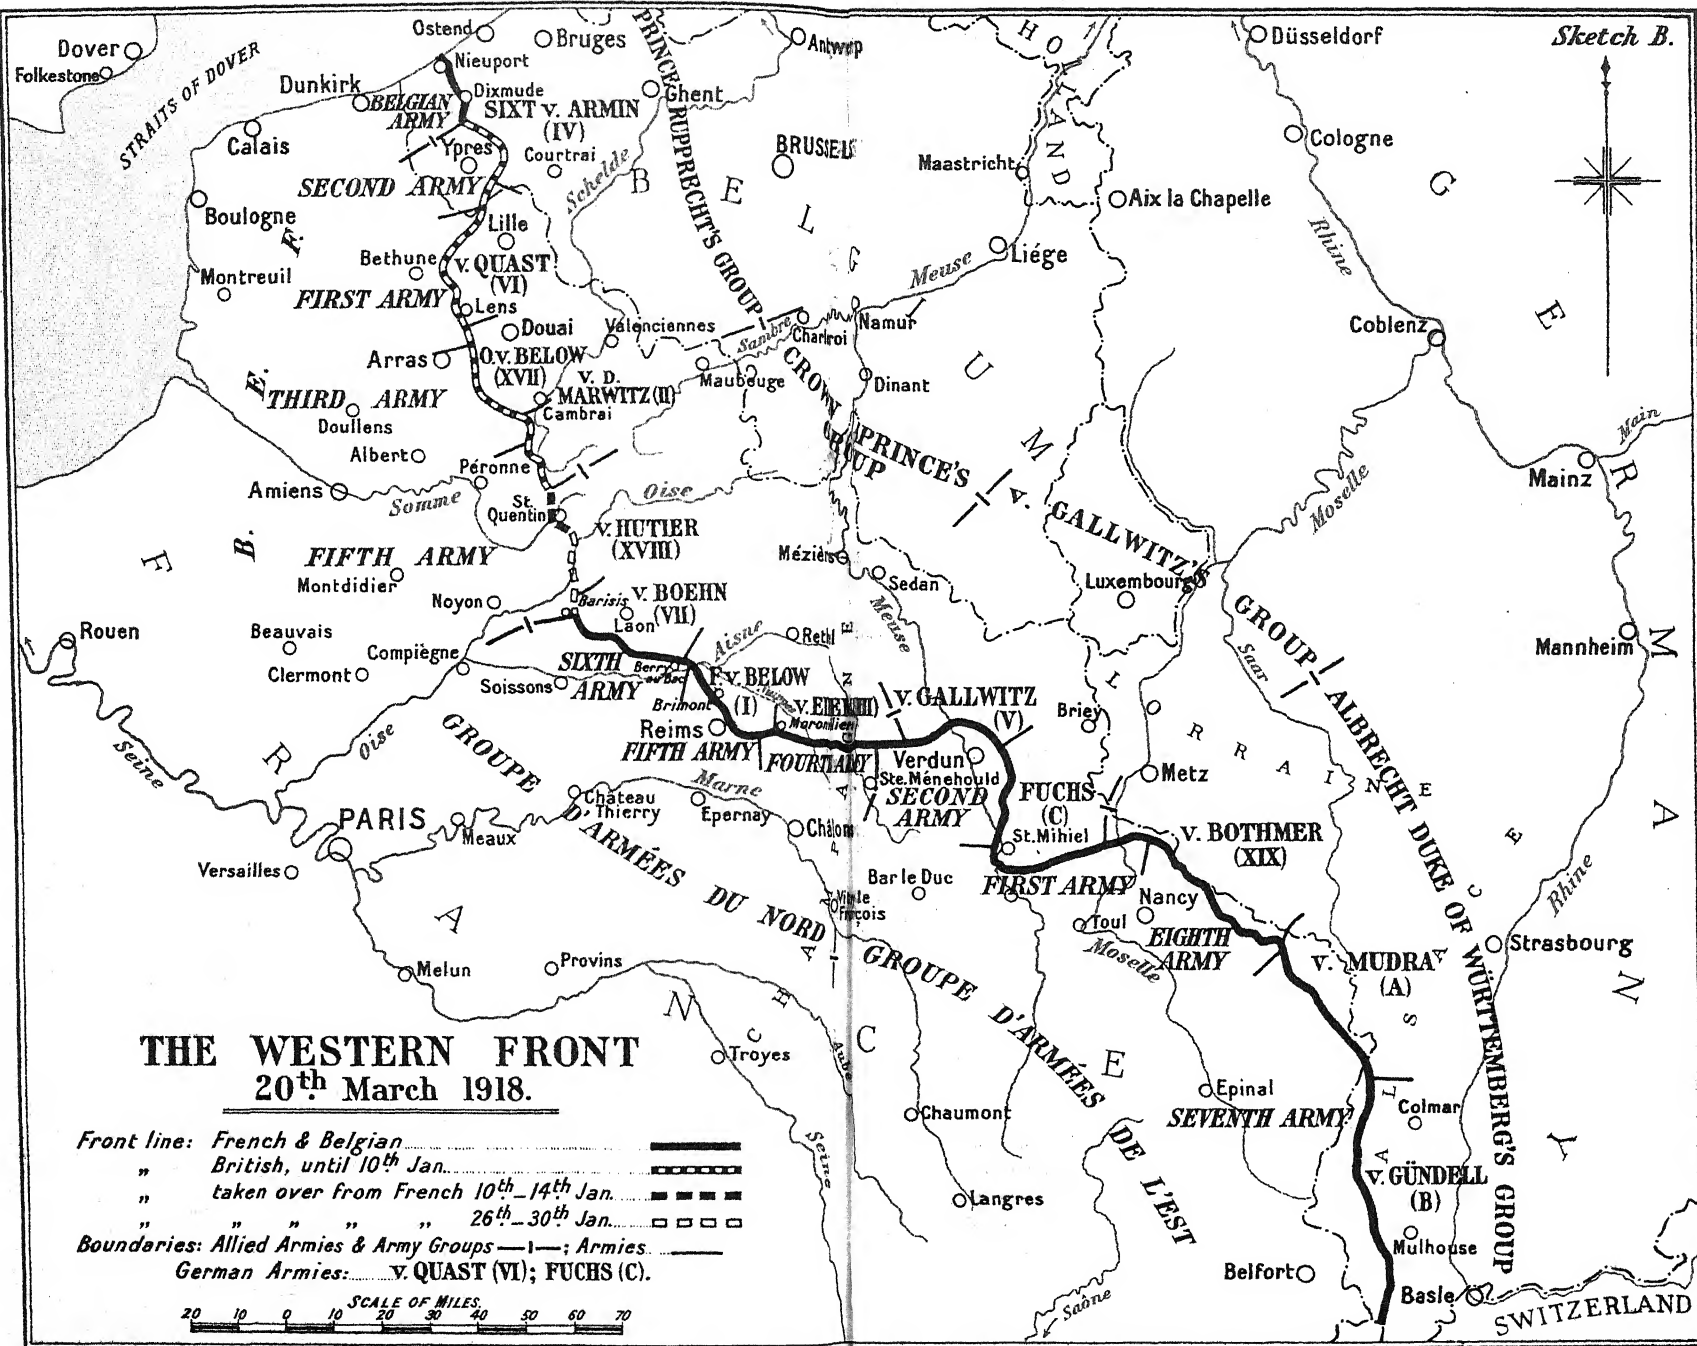 Sketch B.
Dover
Folkestone
STRAITS OF DOVER
Ostend
Bruges
Nieuport
Dunkirk
Dixmude
BELGIAN
ARMY
SIXT v. ARMIN
(IV)
Calais
Ypres
Courtrai
Schelde
Ghent
Antwerp
BRUSSELS
HOLLAND
Maastricht
Aix la Chapelle
Liége
Düsseldorf
Cologne
Rhine
Coblenz
Boulogne
SECOND ARMY
Lille
Bethune
v. QUAST
(VI)
Montreuil
FIRST ARMY
Lens
Douai
Valenciennes
Arras
O.v. BELOW
(XVII)
V. D.
MARWITZ (II)
Cambrai
THIRD ARMY
Doullens
Albert
Péronne
Amiens
Somme
St.
Quentin
Oise
B. E. F.
PRINCE RUPPRECHT'S GROUP
BELGIUM
Sambre
Charleroi
Namur
Meuse
Maubeuge
Dinant
CROWN PRINCE'S
GROUP
v. GALLWITZ'S
GROUP
Moselle
Main
Mainz
Mannheim
GERMANY
v. HUTIER
(XVIII)
FIFTH ARMY
Montdidier
Noyon
Barisis
v. BOEHN
(VII)
Laon
Mézières
Sedan
Meuse
Luxembourg
Saar
Rouen
Beauvais
Clermont
Compiègne
Soissons
SIXTH
ARMY
Berry
au Bac
Aisne
Rethel
F. v. BELOW
(I)
Brimont
Reims
FIFTH ARMY
FOURTH ARMY
v. GALLWITZ
(V)
Verdun
Ste. Ménehould
SECOND
ARMY
Briey
Metz
LORRAINE
FUCHS
(C)
St. Mihiel
v. BOTHMER
(XIX)
Seine
Oise
PARIS
Versailles
Meaux
Château
Thierry
Marne
Epernay
Châlons
GROUPE D'ARMÉES DU NORD
FRANCE
Bar le Duc
FIRST ARMY
Toul
Nancy
Moselle
EIGHTH
ARMY
v. MUDRA
(A)
ALBRECHT DUKE OF WÜRTTEMBERG'S GROUP
Strasbourg
Rhine
ALSACE
Melun
Provins
Troyes
Aube
Seine
Chaumont
Langres
GROUPE D'ARMÉES DE L'EST
Epinal
SEVENTH ARMY
Colmar
v. GÜNDELL
(B)
Mulhouse
Belfort
Basle
SWITZERLAND
Saône
THE WESTERN FRONT
20th March 1918.
Front line: French & Belgian
„ British, until 10th Jan.
„ taken over from French 10th–14th Jan.
„ „ „ „ „ 26th–30th Jan.
Boundaries: Allied Armies & Army Groups —ı—; Armies
German Armies: v. QUAST (VI); FUCHS (C).
SCALE OF MILES.
20 10 0 10 20 30 40 50 60 70